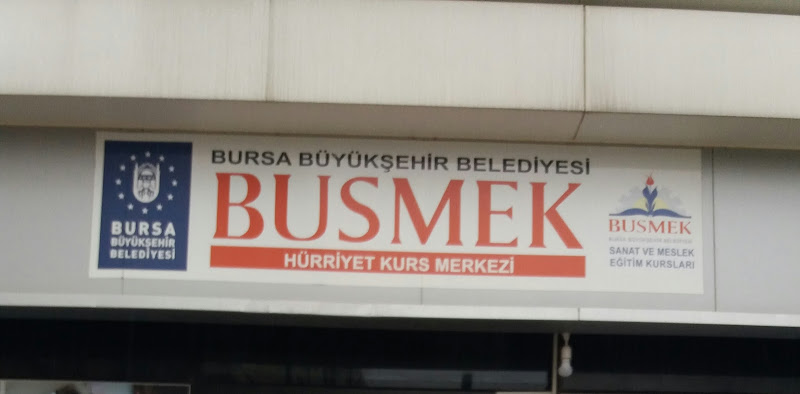 BURSA
BÜYÜKŞEHİR
BELEDİYESİ
BURSA BÜYÜKŞEHİR BELEDİYESİ
BUSMEK
HÜRRİYET KURS MERKEZİ
BUSMEK
SANAT VE MESLEK
EĞİTİM KURSLARI